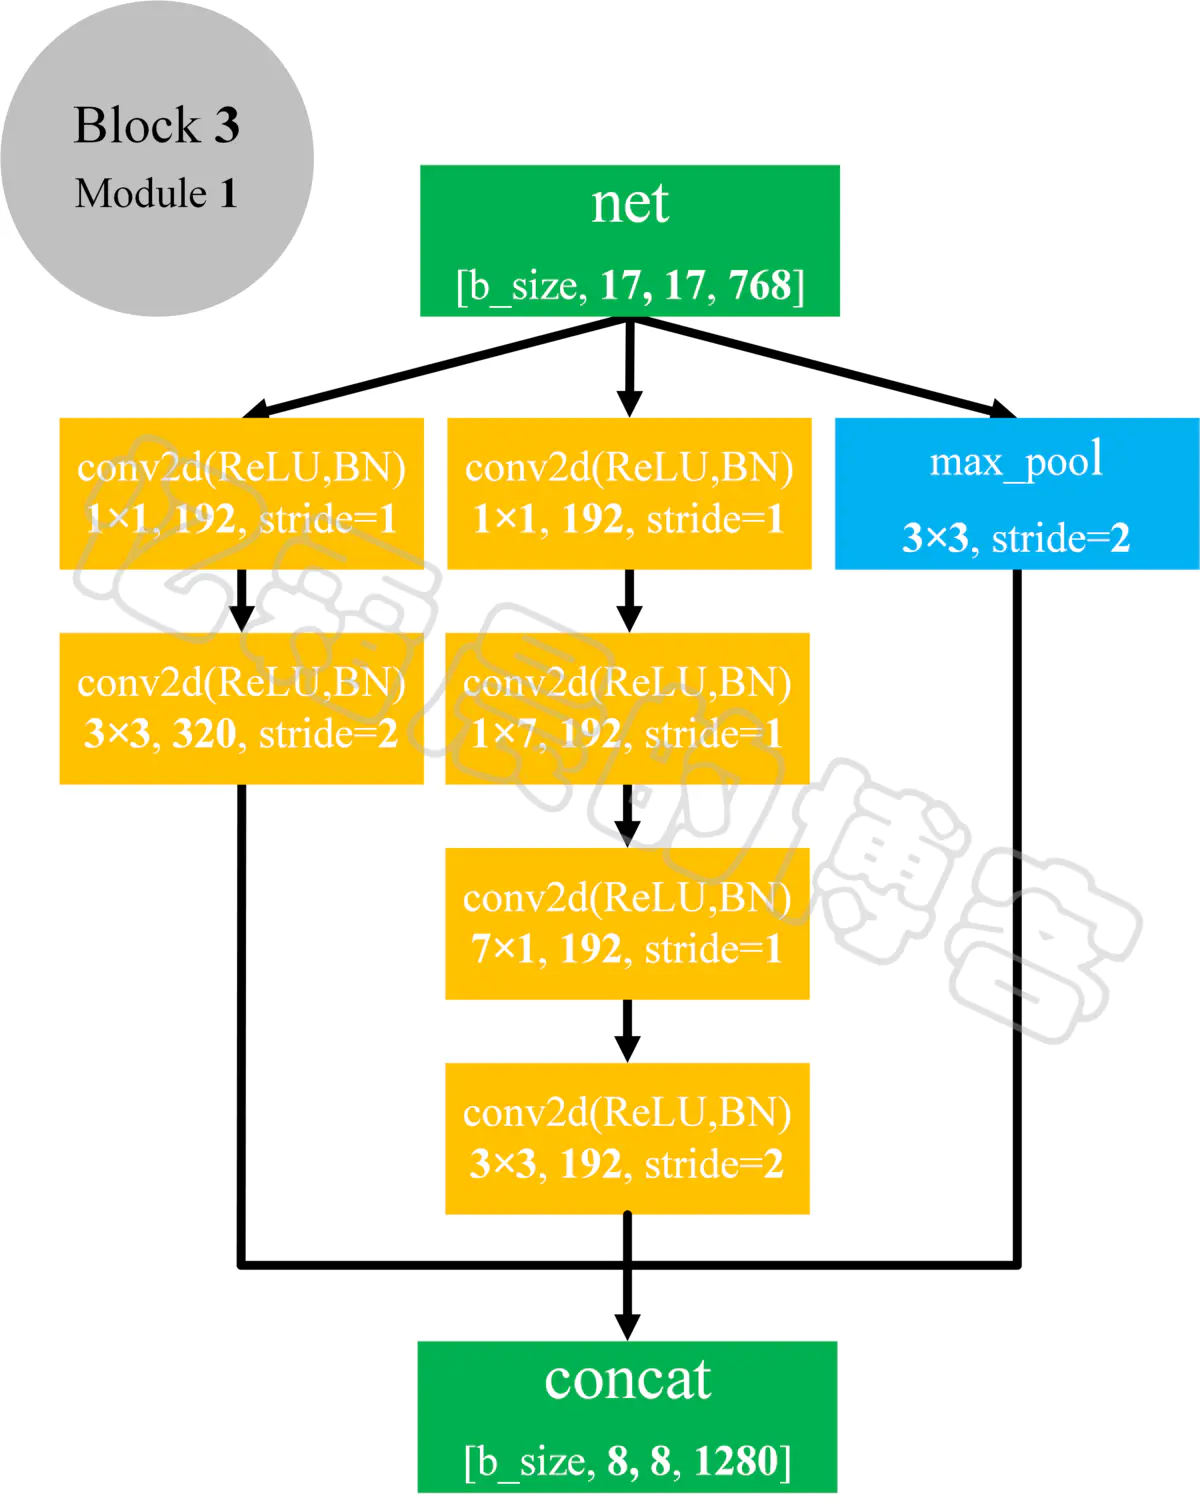 Block 3
Module 1
net
[b_size, 17, 17, 768]
conv2d(ReLU,BN)
1×1, 192, stride=1
conv2d(ReLU,BN)
1×1, 192, stride=1
max_pool
3×3, stride=2
conv2d(ReLU,BN)
3×3, 320, stride=2
conv2d(ReLU,BN)
1×7, 192, stride=1
conv2d(ReLU,BN)
7×1, 192, stride=1
conv2d(ReLU,BN)
3×3, 192, stride=2
concat
[b_size, 8, 8, 1280]